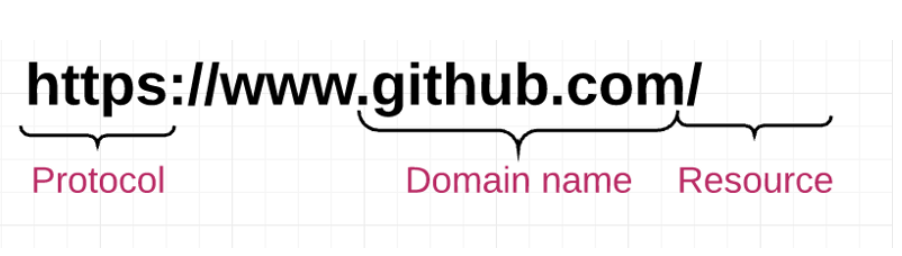 https://www.github.com/
Protocol Domain name Resource